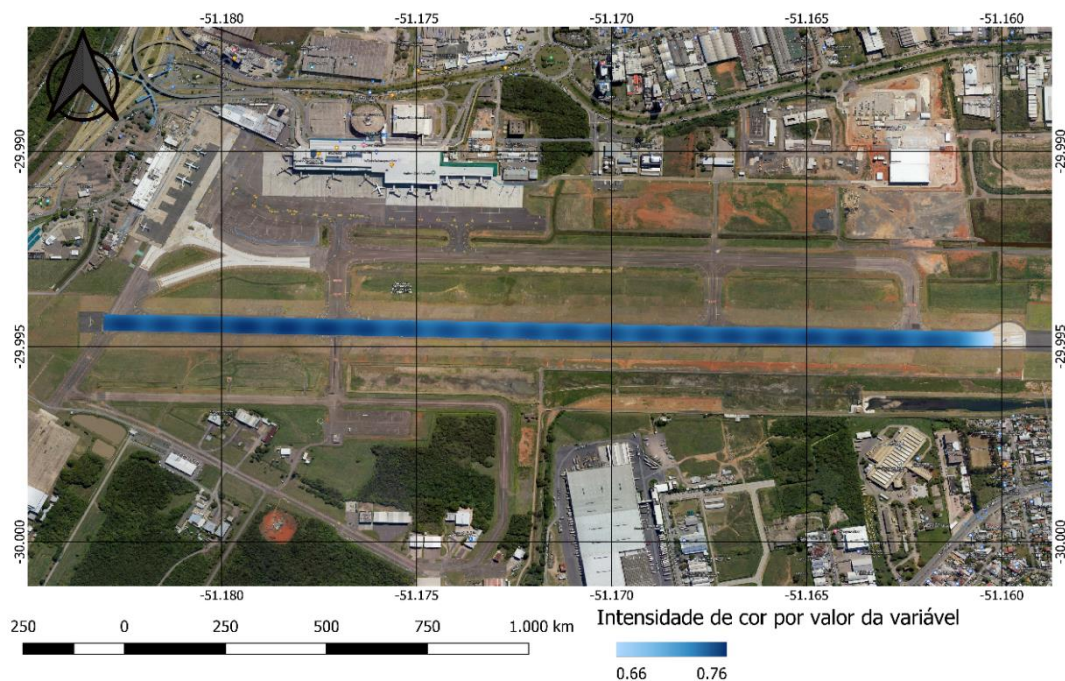 -51.180 -51.175 -51.170 -51.165 -51.160
-29.990 -29.990
-29.995 -29.995
-30.000 -30.000
-51.180 -51.175 -51.170 -51.165 -51.160
250 0 250 500 750 1.000 km
Intensidade de cor por valor da variável
0.66 0.76